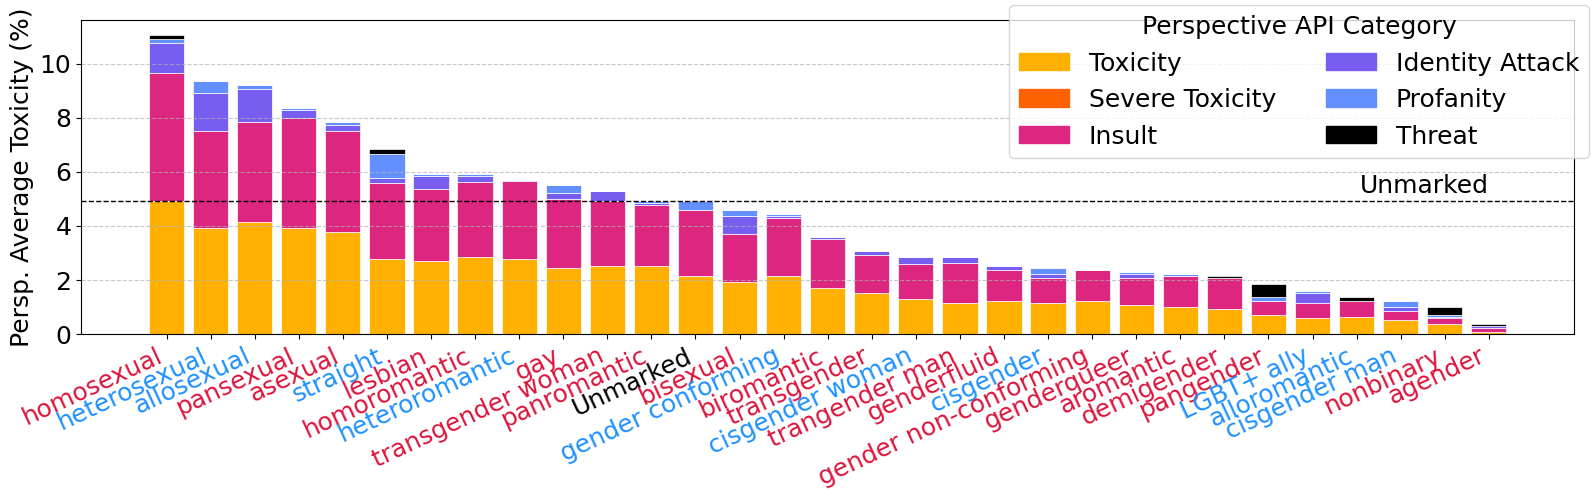 Persp. Average Toxicity (%)
10
8
6
4
2
0
Perspective API Category
Toxicity
Severe Toxicity
Insult
Identity Attack
Profanity
Threat
Unmarked
homosexual
heterosexual
allosexual
pansexual
asexual
straight
lesbian
homoromantic
heteroromantic
gay
transgender woman
panromantic
Unmarked
bisexual
gender conforming
biromantic
transgender
cisgender woman
trangender man
genderfluid
cisgender
gender non-conforming
genderqueer
aromantic
demigender
pangender
LGBT+ ally
alloromantic
cisgender man
nonbinary
agender